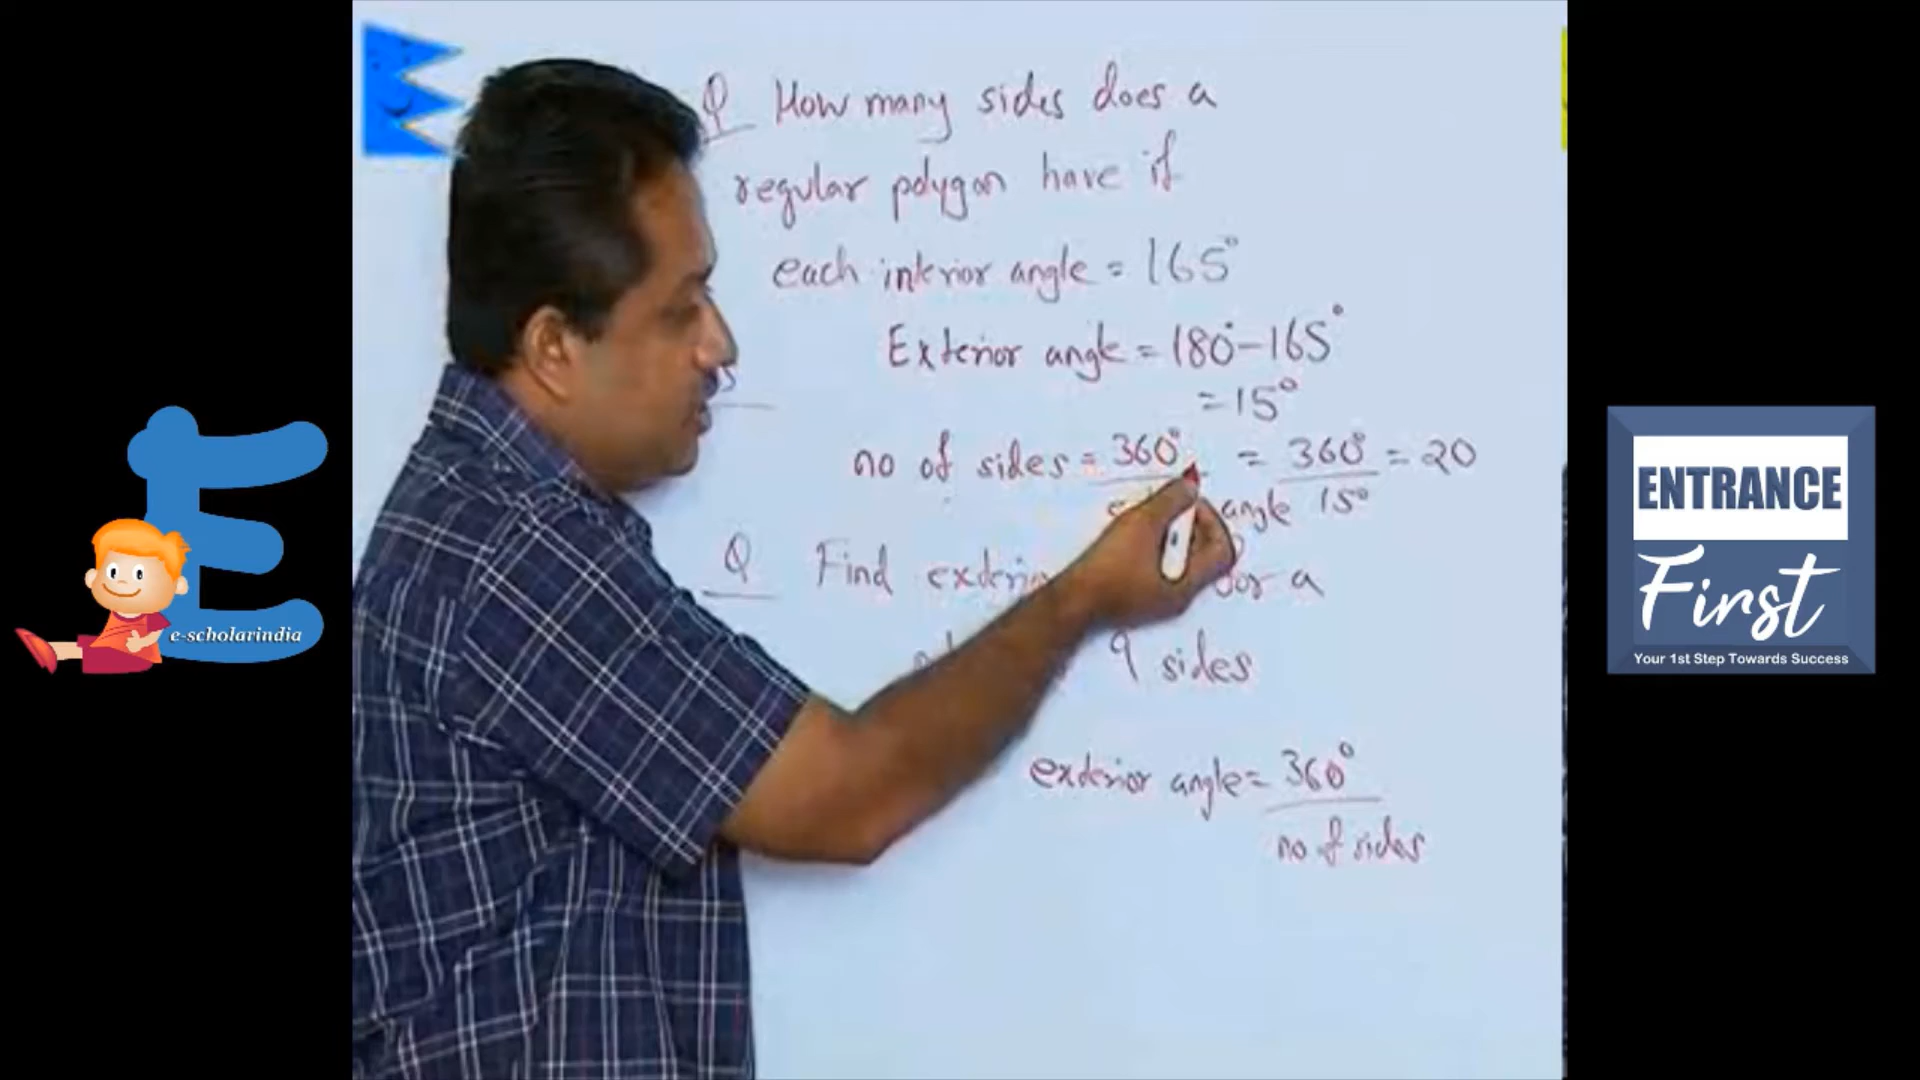 Q How many sides does a
regular polygon have if
each interior angle = 165°
Exterior angle = 180° - 165°
= 15°
no of sides = 360° = 360° = 20
angle 15°
Q Find for a
9 sides
exterior angle = 360°
no of sides
e-scholarindia
ENTRANCE
First
Your 1st Step Towards Success